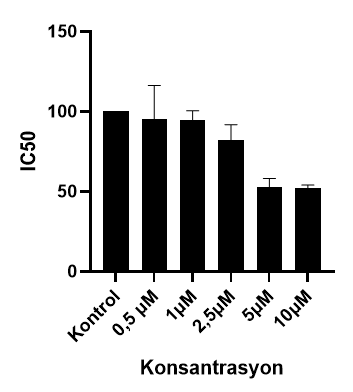 150
100
50
0
IC50
Kontrol
0,5 µM
1µM
2,5µM
5µM
10µM
Konsantrasyon